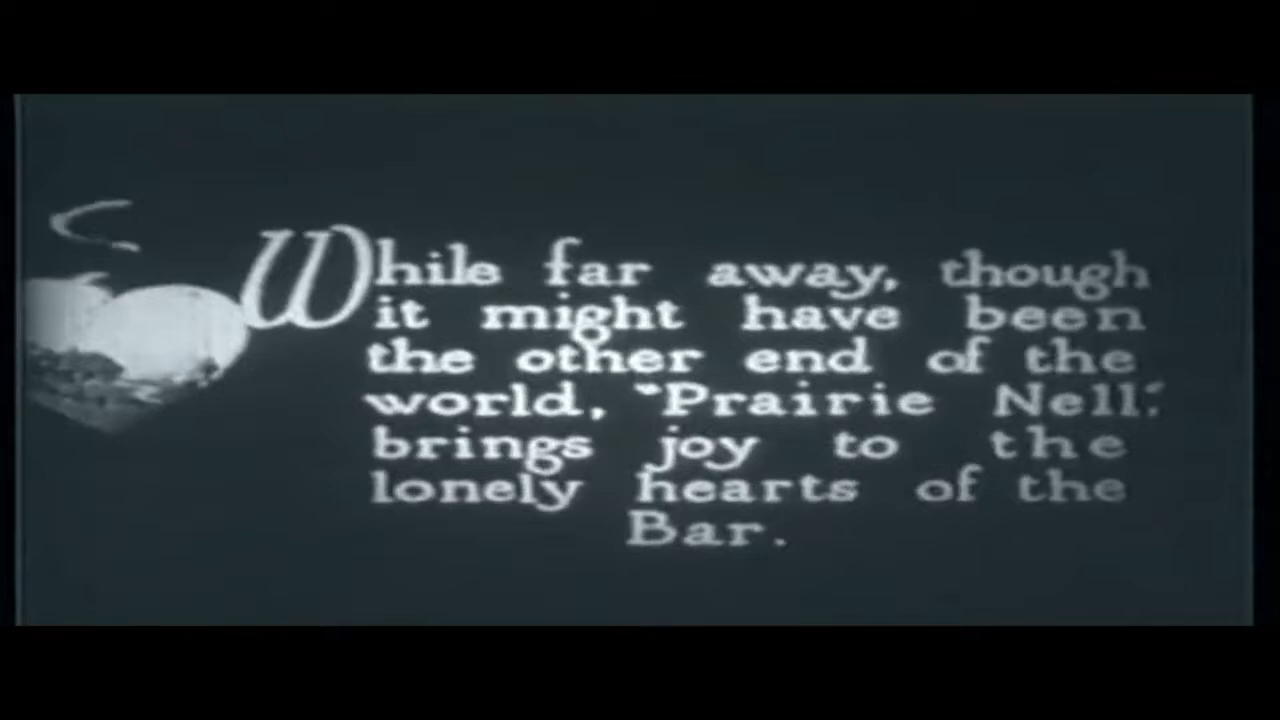 While far away, though
it might have been
the other end of the
world, "Prairie Nell,"
brings joy to the
lonely hearts of the
Bar.